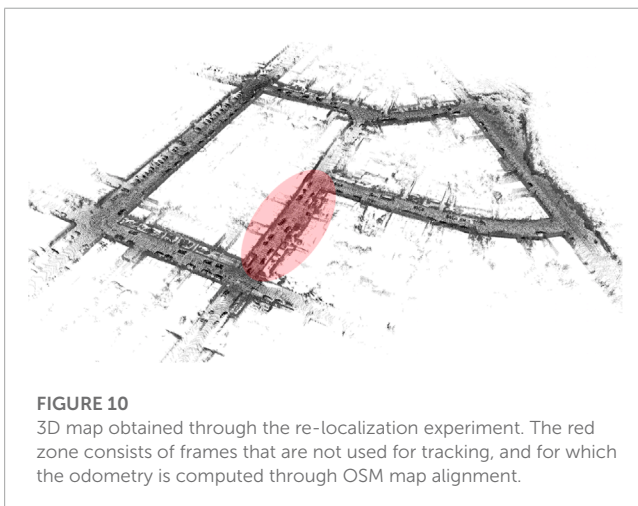 FIGURE 10
3D map obtained through the re-localization experiment. The red
zone consists of frames that are not used for tracking, and for which
the odometry is computed through OSM map alignment.